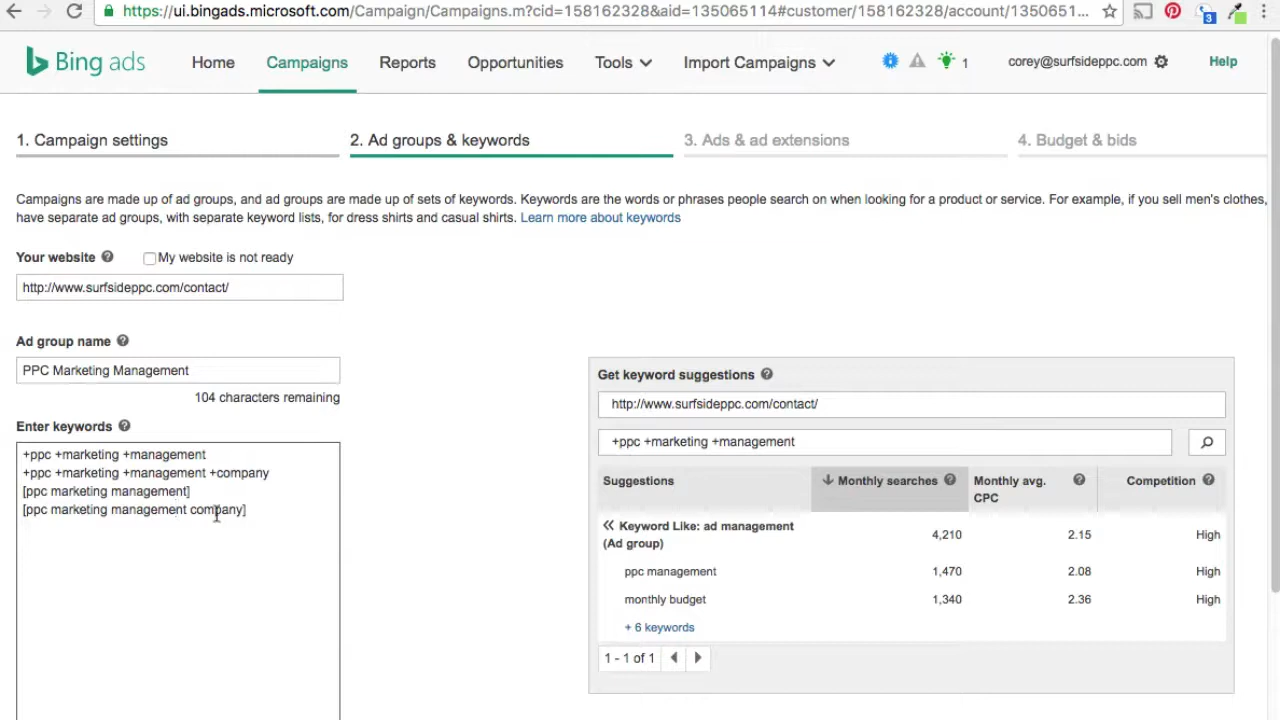 https://ui.bingads.microsoft.com/Campaign/Campaigns.m?cid=158162328&aid=135065114#customer/158162328/account/1350651...
3
Bing ads
Home
Campaigns
Reports
Opportunities
Tools
Import Campaigns
1
corey@surfsideppc.com
Help
1. Campaign settings
2. Ad groups & keywords
3. Ads & ad extensions
4. Budget & bids
Campaigns are made up of ad groups, and ad groups are made up of sets of keywords. Keywords are the words or phrases people search on when looking for a product or service. For example, if you sell men's clothes,
have separate ad groups, with separate keyword lists, for dress shirts and casual shirts. Learn more about keywords
Your website
My website is not ready
http://www.surfsideppc.com/contact/
Ad group name
PPC Marketing Management
104 characters remaining
Enter keywords
+ppc +marketing +management
+ppc +marketing +management +company
[ppc marketing management]
[ppc marketing management company]
Get keyword suggestions
http://www.surfsideppc.com/contact/
+ppc +marketing +management
Suggestions
Monthly searches
Monthly avg.
CPC
Competition
Keyword Like: ad management
(Ad group)
4,210
2.15
High
ppc management
1,470
2.08
High
monthly budget
1,340
2.36
High
+ 6 keywords
1 - 1 of 1